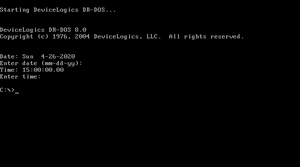 Starting DeviceLogics DR-DOS...
DeviceLogics DR-DOS 8.0
Copyright (c) 1976, 2004 DeviceLogics, LLC. All rights reserved.
Date: Sun 4-26-2020
Enter date (mm-dd-yy):
Time: 15:00:00.00
Enter time:
C:\>_